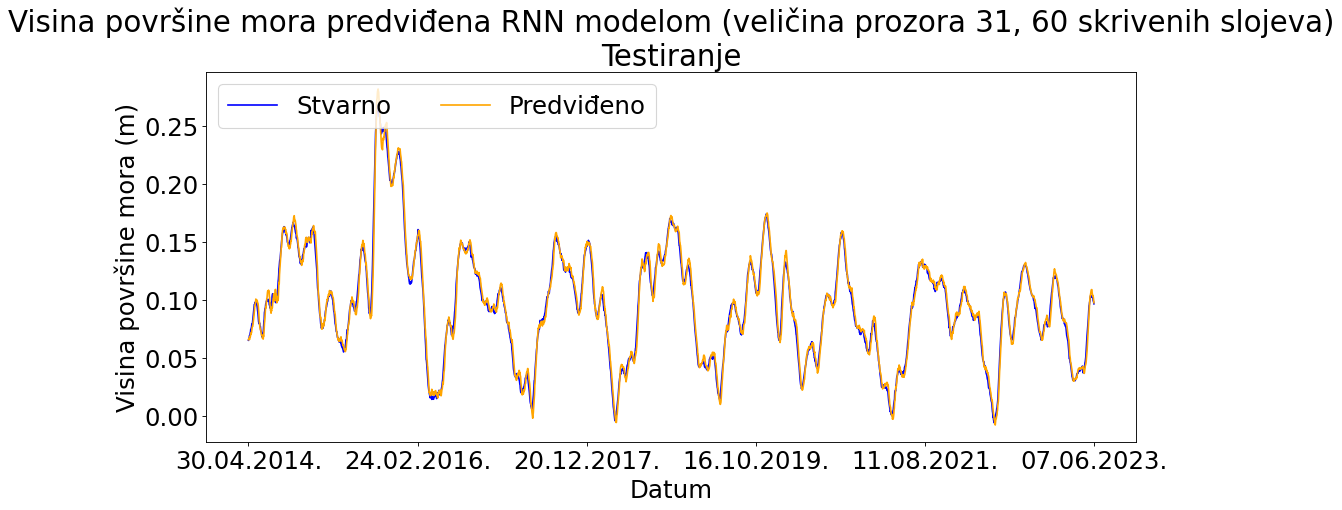 Visina površine mora predviđena RNN modelom (veličina prozora 31, 60 skrivenih slojeva)
Testiranje
Stvarno
Predviđeno
Visina površine mora (m)
0.25
0.20
0.15
0.10
0.05
0.00
30.04.2014.
24.02.2016.
20.12.2017.
16.10.2019.
11.08.2021.
07.06.2023.
Datum